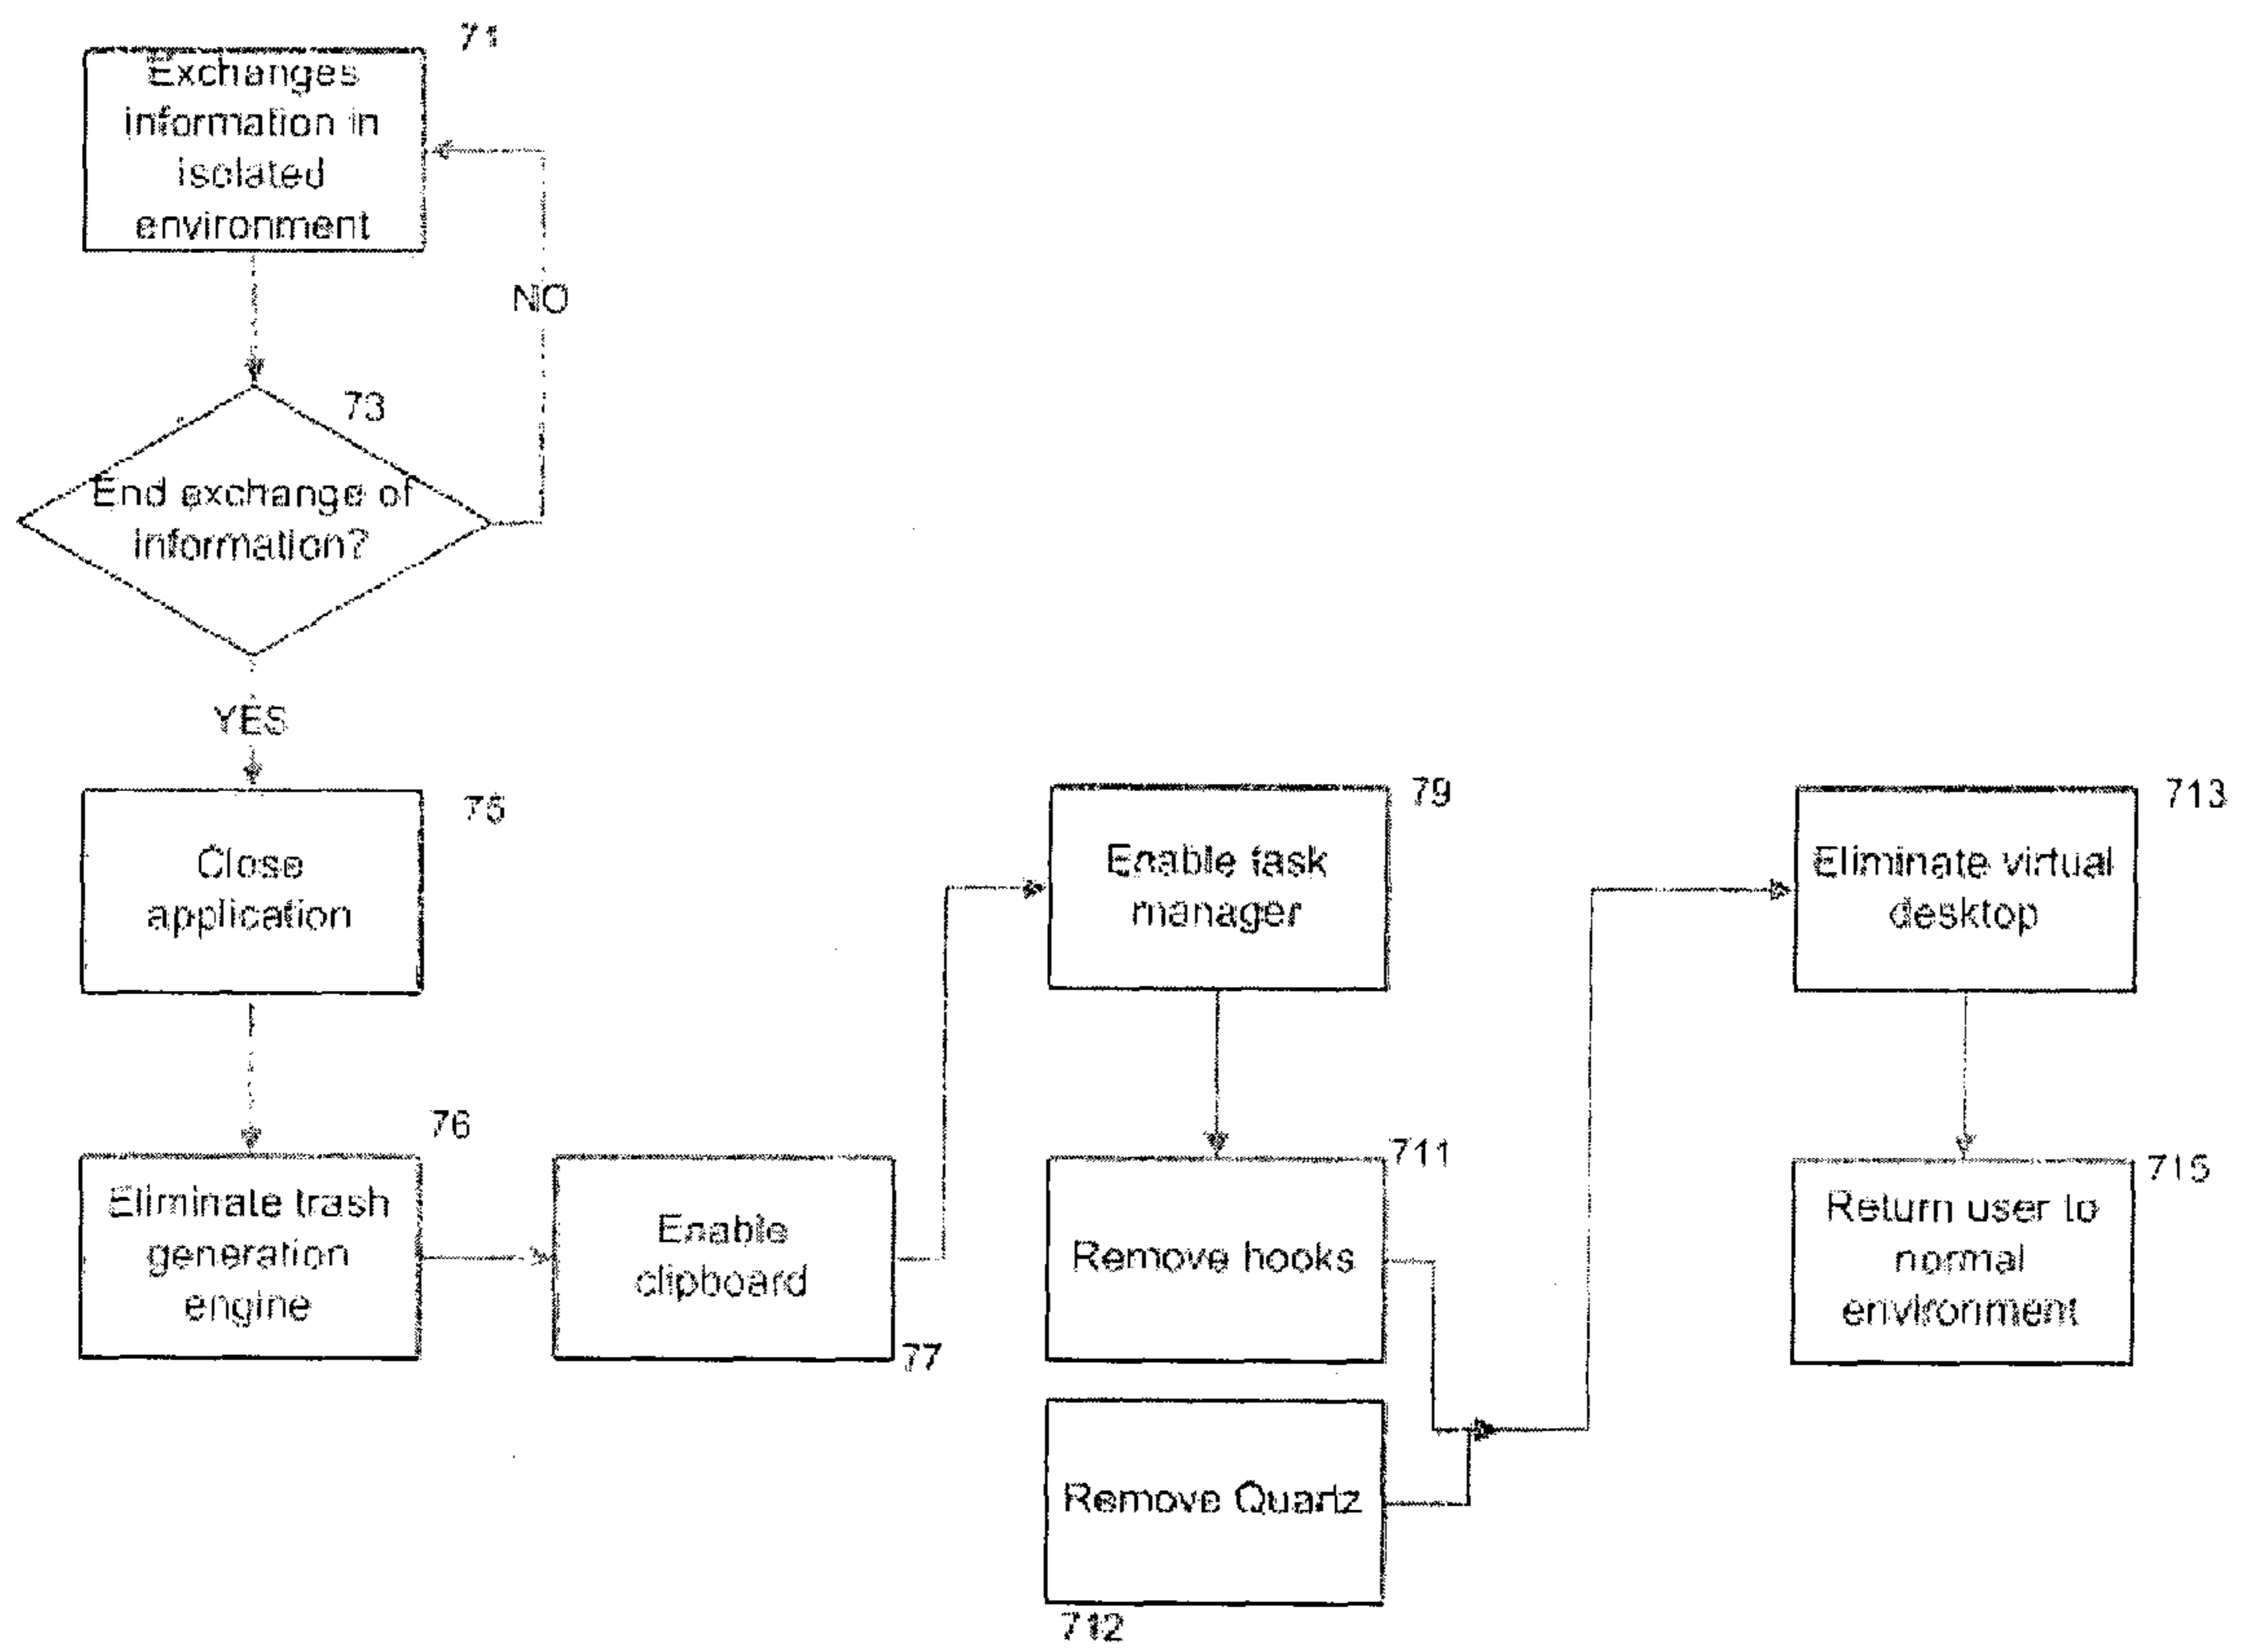 71
Exchanges
information in
isolated
environment
NO
73
End exchange of
information?
YES
75
Close
application
76
Eliminate trash
generation
engine
Enable
clipboard
77
79
Enable task
manager
711
Remove hooks
Remove Quartz
712
713
Eliminate virtual
desktop
715
Return user to
normal
environment